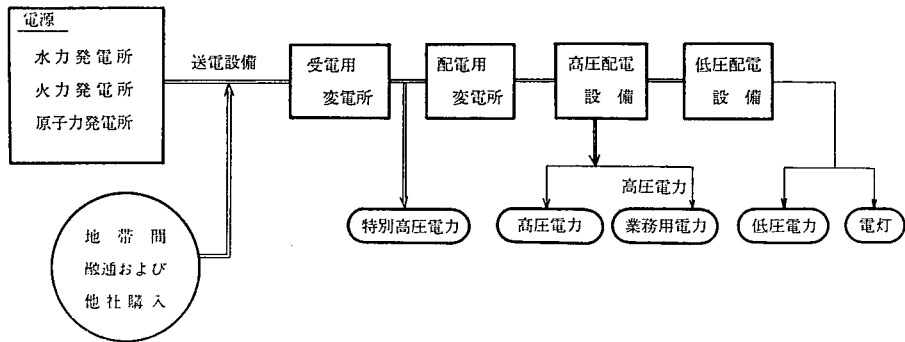 電源
水力発電所
火力発電所
原子力発電所
送電設備
受電用
変電所
配電用
変電所
高圧配電
設備
低圧配電
設備
高圧電力
特別高圧電力
高圧電力
業務用電力
低圧電力
電灯
地帯間
融通および
他社購入